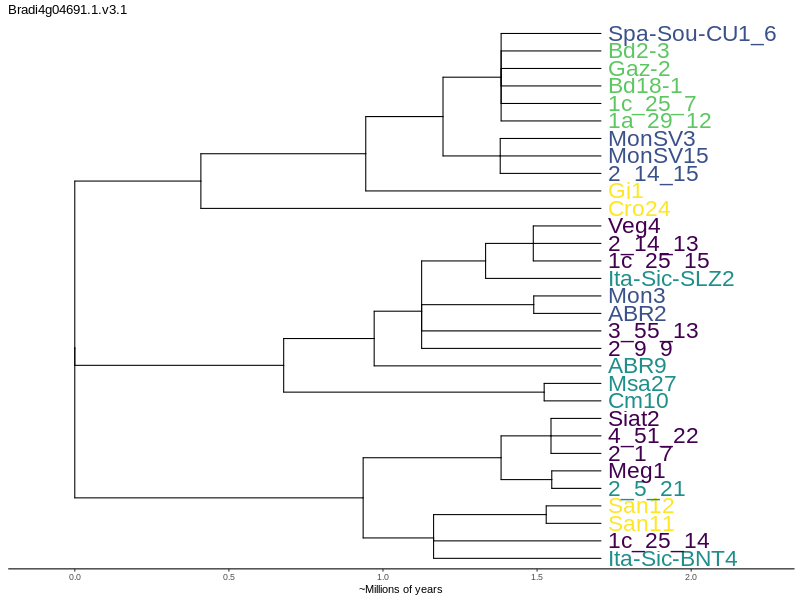 Bradi4g04691.1.v3.1
Spa-Sou-CU1_6
Bd2-3
Gaz-2
Bd18-1
1c_25_7
1a_29_12
MonSV3
MonSV15
2_14_15
Gi1
Cro24
Veg4
2_14_13
1c_25_15
Ita-Sic-SLZ2
Mon3
ABR2
3_55_13
2_9_9
ABR9
Msa27
Cm10
Siat2
4_51_22
2_1_7
Meg1
2_5_21
San12
San11
1c_25_14
Ita-Sic-BNT4
0.0 0.5 1.0 1.5 2.0
~Millions of years